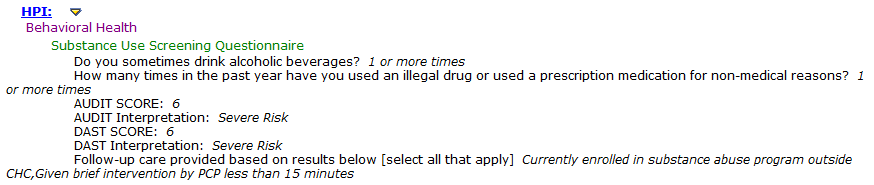 HPI:
Behavioral Health
Substance Use Screening Questionnaire
Do you sometimes drink alcoholic beverages? 1 or more times
How many times in the past year have you used an illegal drug or used a prescription medication for non-medical reasons? 1
or more times
AUDIT SCORE: 6
AUDIT Interpretation: Severe Risk
DAST SCORE: 6
DAST Interpretation: Severe Risk
Follow-up care provided based on results below [select all that apply] Currently enrolled in substance abuse program outside
CHC,Given brief intervention by PCP less than 15 minutes